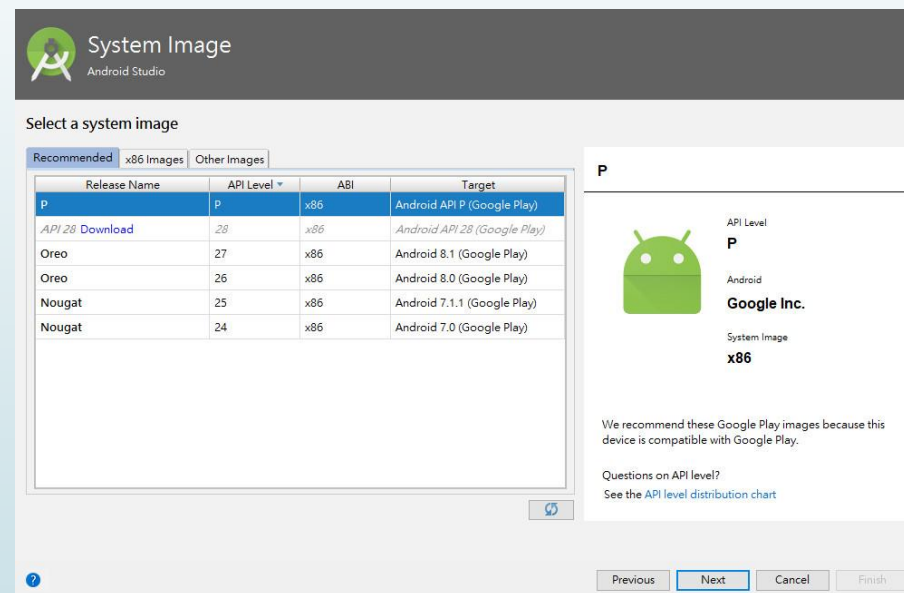 System Image
Android Studio
Select a system image
Recommended x86 Images Other Images
Release Name API Level ABI Target
P P x86 Android API P (Google Play)
API 28 Download 28 x86 Android API 28 (Google Play)
Oreo 27 x86 Android 8.1 (Google Play)
Oreo 26 x86 Android 8.0 (Google Play)
Nougat 25 x86 Android 7.1.1 (Google Play)
Nougat 24 x86 Android 7.0 (Google Play)
P
API Level
P
Android
Google Inc.
System Image
x86
We recommend these Google Play images because this
device is compatible with Google Play.
Questions on API level?
See the API level distribution chart
?
Previous Next Cancel Finish